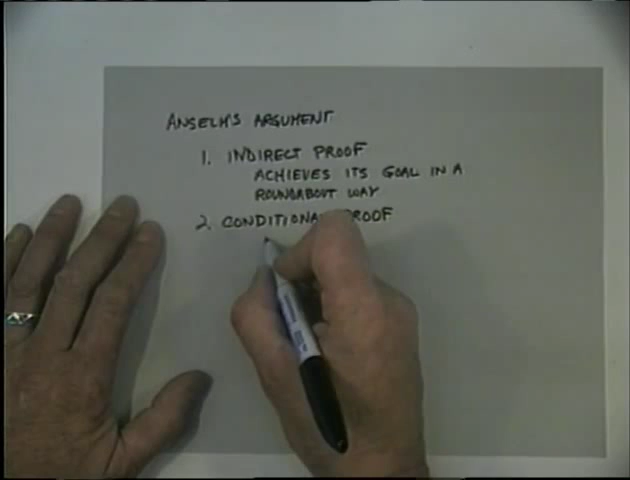 ANSELM'S ARGUMENT
1. INDIRECT PROOF
ACHIEVES ITS GOAL IN A
ROUNDABOUT WAY
2. CONDITIONAL PROOF